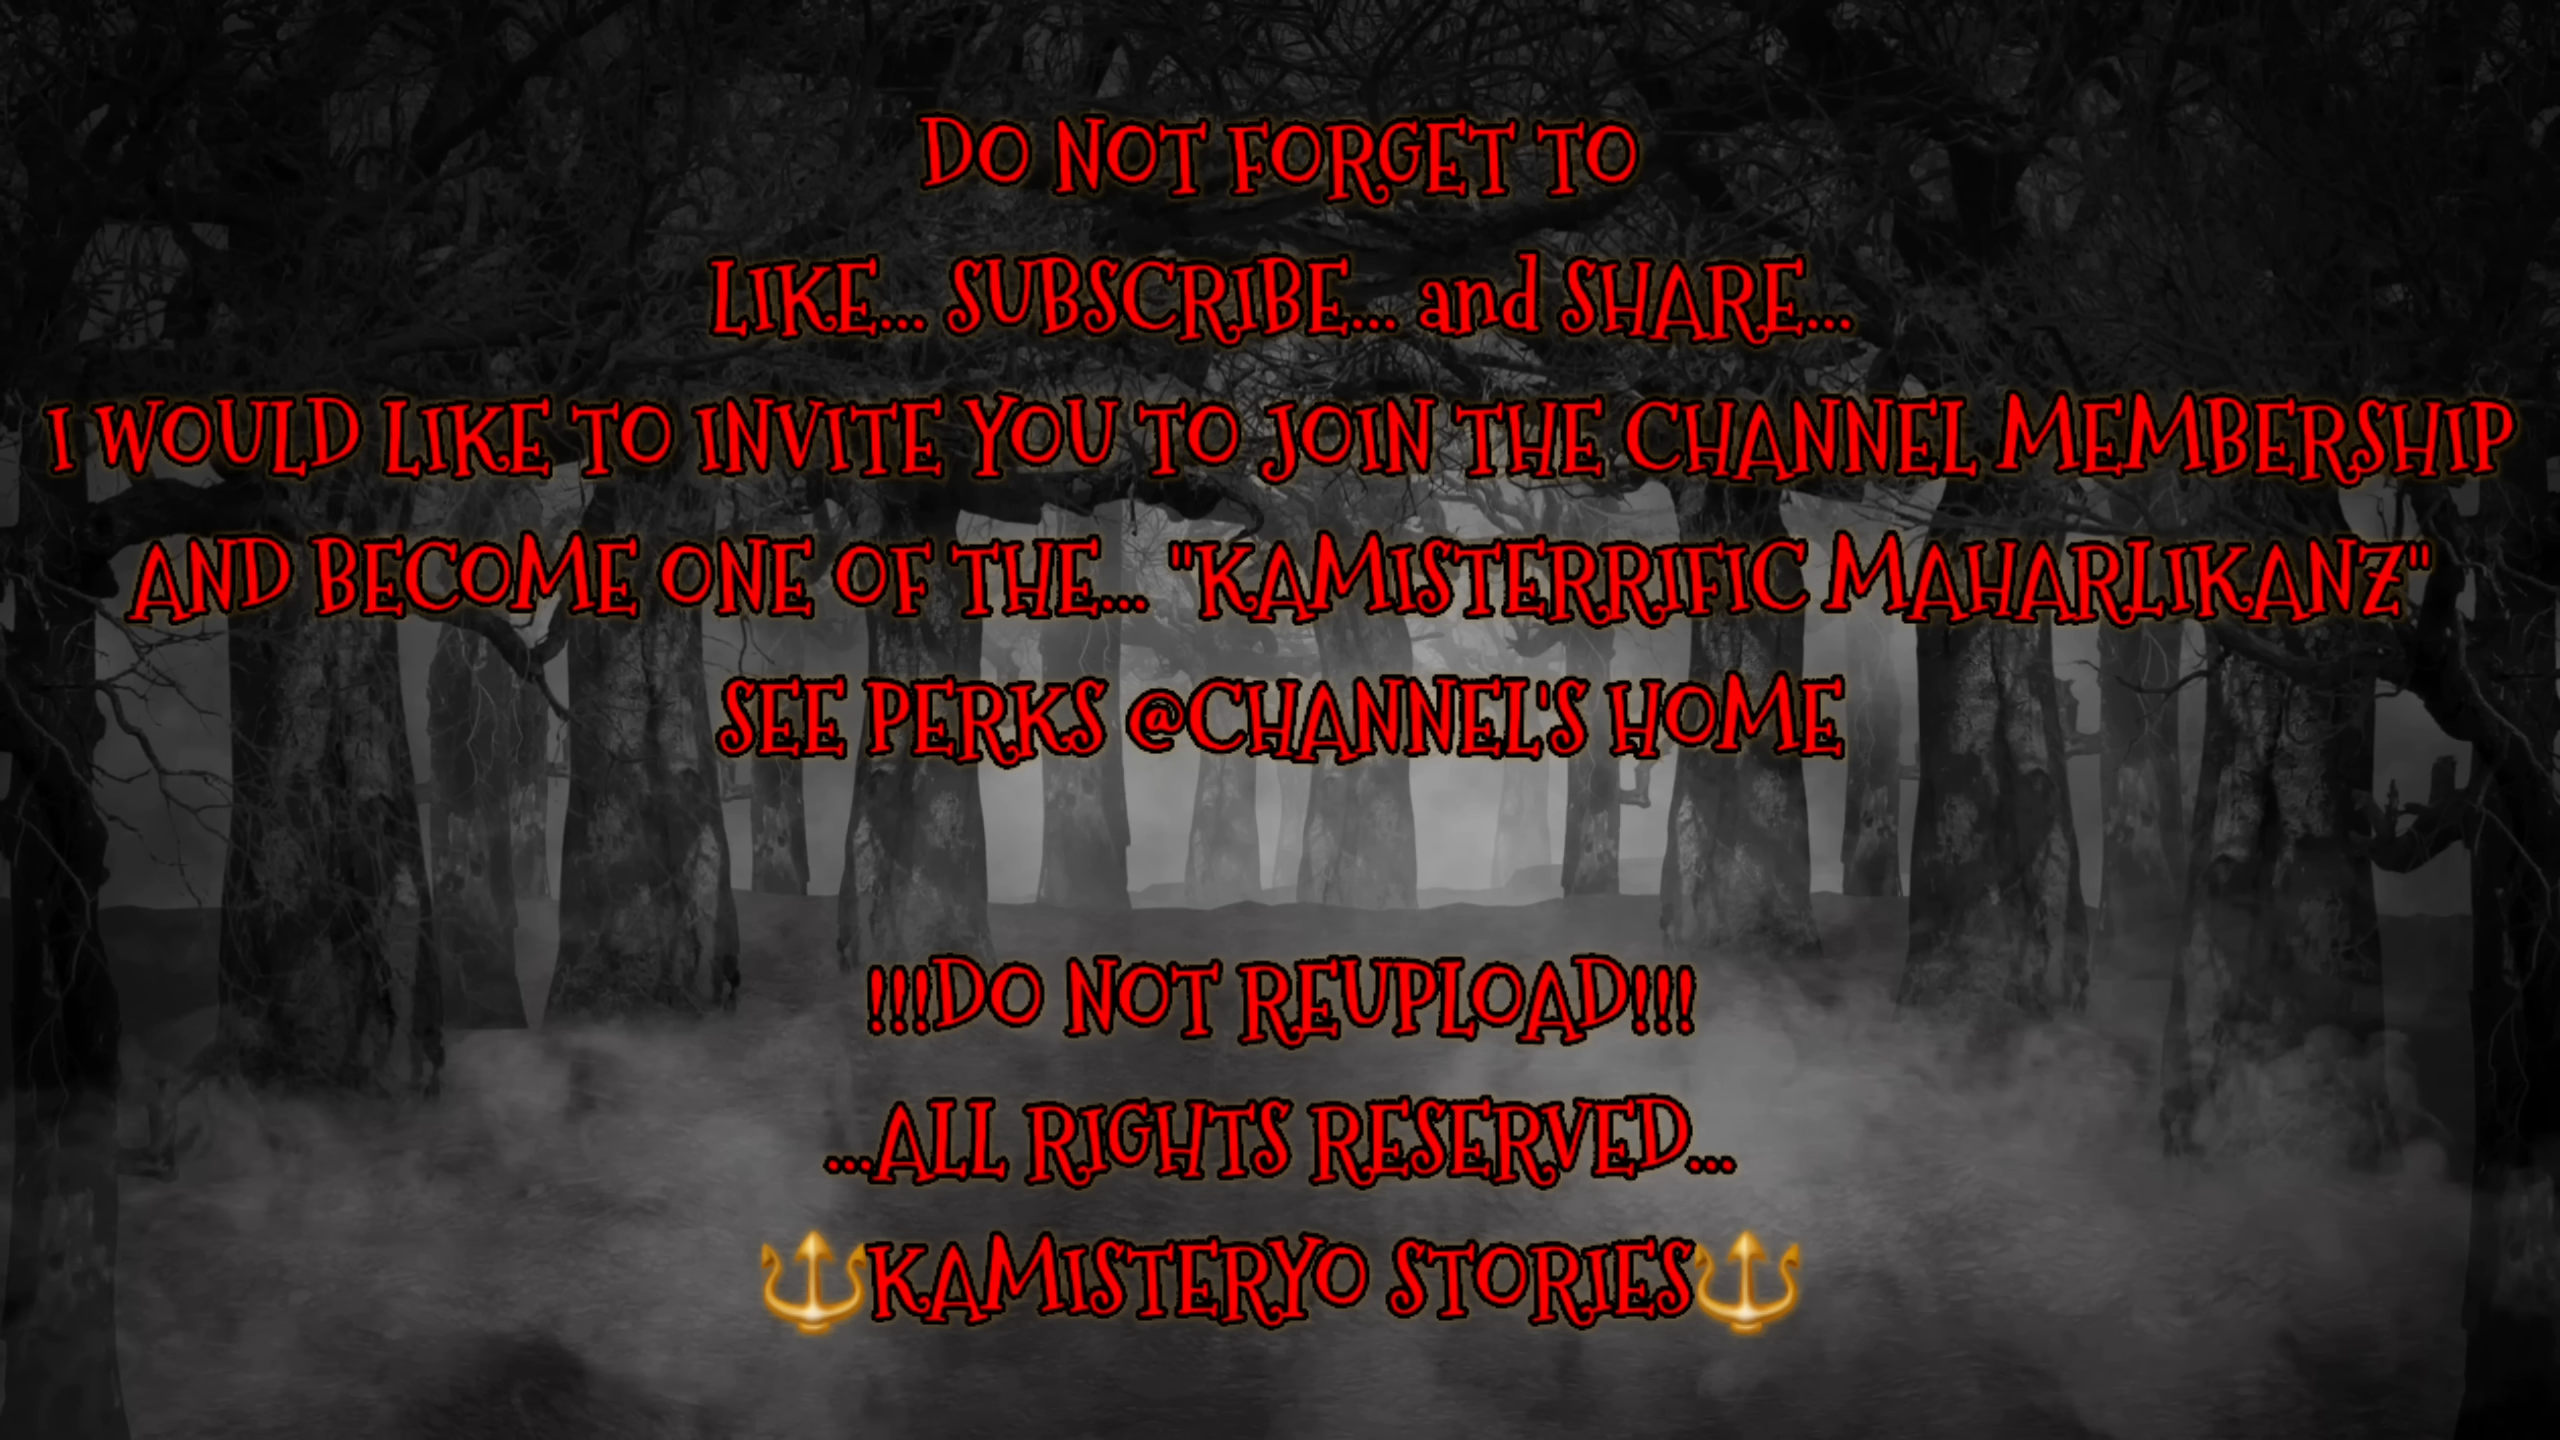 DO NOT FORGET TO
LIKE... SUBSCRIBE... and SHARE...
I WOULD LIKE TO INVITE YOU TO JOIN THE CHANNEL MEMBERSHIP
AND BECOME ONE OF THE... "KAMISTERRIFIC MAHARLIKANZ"
SEE PERKS @CHANNEL'S HOME
!!!DO NOT REUPLOAD!!!
...ALL RIGHTS RESERVED...
🔱KAMISTERYO STORIES🔱